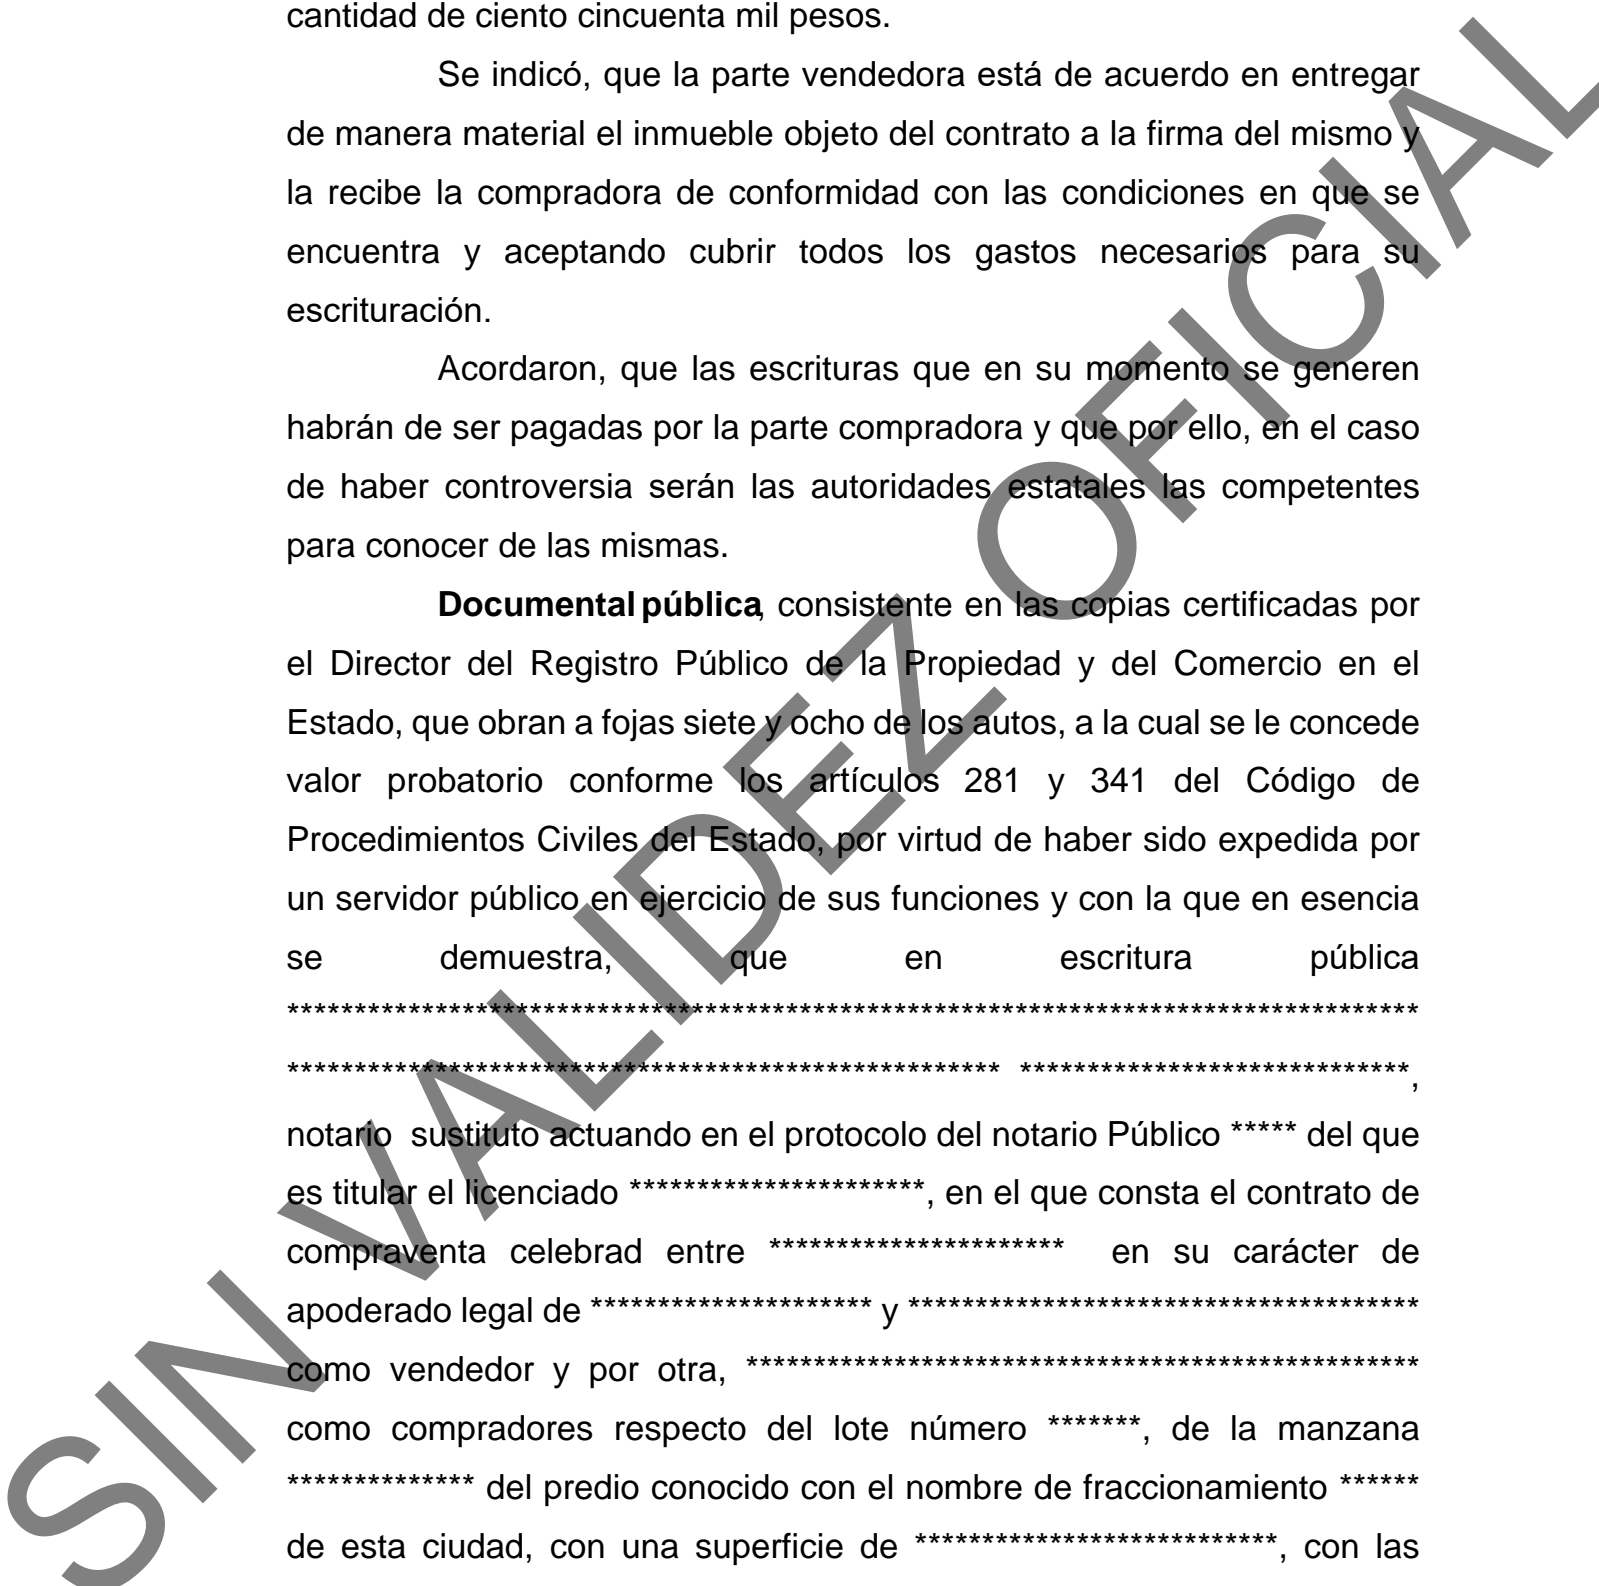 cantidad de ciento cincuenta mil pesos.
Se indicó, que la parte vendedora está de acuerdo en entregar
de manera material el inmueble objeto del contrato a la firma del mismo y
la recibe la compradora de conformidad con las condiciones en que se
encuentra y aceptando cubrir todos los gastos necesarios para su
escrituración.
Acordaron, que las escrituras que en su momento se generen
habrán de ser pagadas por la parte compradora y que por ello, en el caso
de haber controversia serán las autoridades estatales las competentes
para conocer de las mismas.
Documental pública, consistente en las copias certificadas por
el Director del Registro Público de la Propiedad y del Comercio en el
Estado, que obran a fojas siete y ocho de los autos, a la cual se le concede
valor probatorio conforme los artículos 281 y 341 del Código de
Procedimientos Civiles del Estado, por virtud de haber sido expedida por
un servidor público en ejercicio de sus funciones y con la que en esencia
se demuestra, que en escritura pública
************************************************************************************
***************************************************** *****************************,
notario sustituto actuando en el protocolo del notario Público ***** del que
es titular el licenciado **********************, en el que consta el contrato de
compraventa celebrad entre ********************** en su carácter de
apoderado legal de ********************* y **************************************
como vendedor y por otra, **************************************************
como compradores respecto del lote número *******, de la manzana
************** del predio conocido con el nombre de fraccionamiento ******
de esta ciudad, con una superficie de ***************************, con las
SIN VALIDEZ OFICIAL